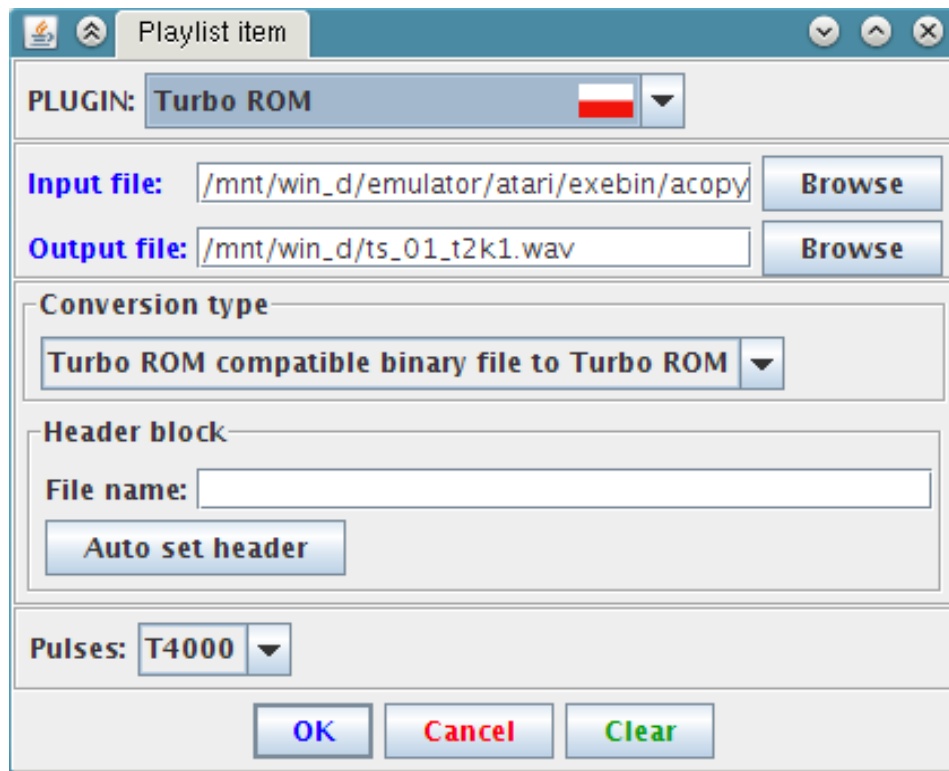 Playlist item
PLUGIN: Turbo ROM
Input file: /mnt/win_d/emulator/atari/exebin/acopy Browse
Output file: /mnt/win_d/ts_01_t2k1.wav Browse
Conversion type
Turbo ROM compatible binary file to Turbo ROM
Header block
File name:
Auto set header
Pulses: T4000
OK Cancel Clear